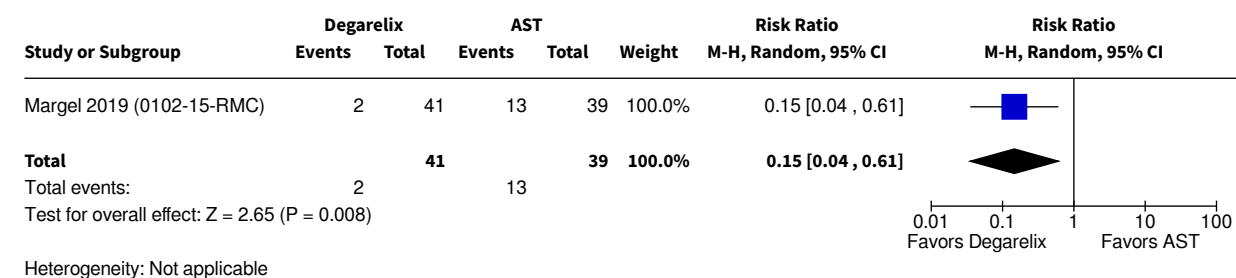 Degarelix AST Risk Ratio Risk Ratio
Study or Subgroup Events Total Events Total Weight M-H, Random, 95% CI M-H, Random, 95% CI
Margel 2019 (0102-15-RMC) 2 41 13 39 100.0% 0.15 [0.04 , 0.61]
Total 41 39 100.0% 0.15 [0.04 , 0.61]
Total events: 2 13
Test for overall effect: Z = 2.65 (P = 0.008)
0.01 0.1 1 10 100
Favors Degarelix Favors AST
Heterogeneity: Not applicable